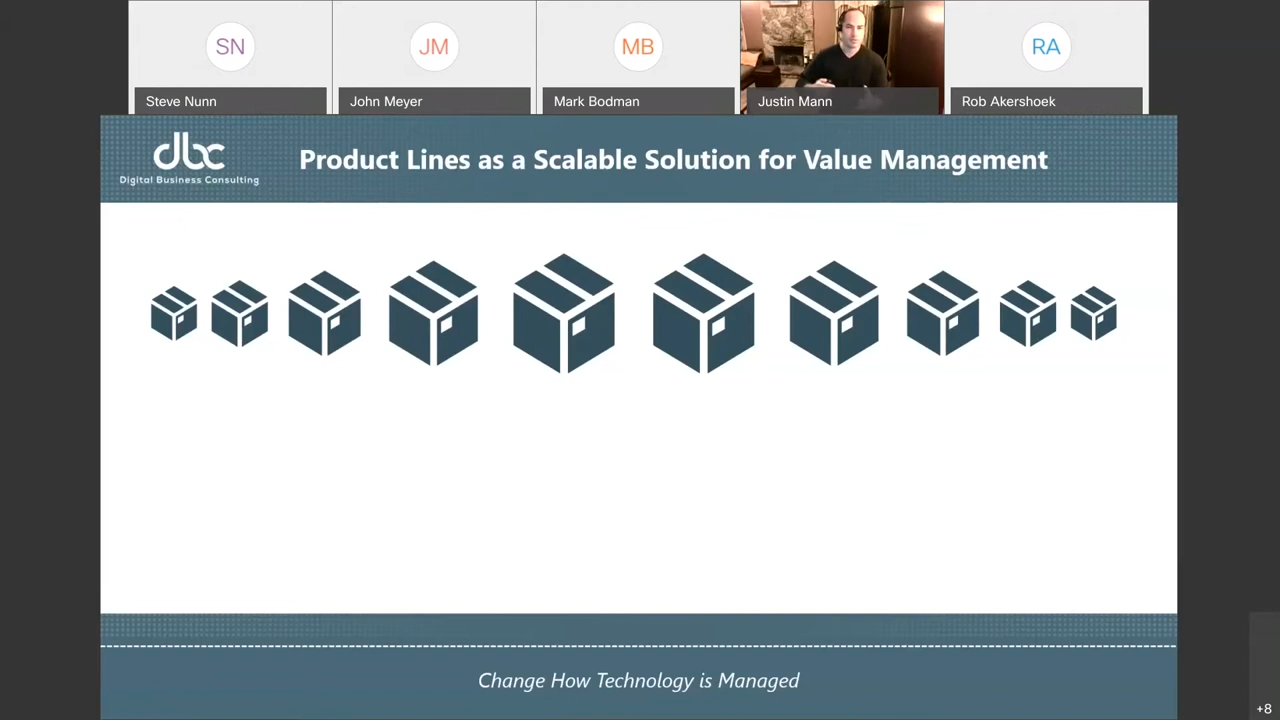 SN
JM
MB
RA
Steve Nunn
John Meyer
Mark Bodman
Justin Mann
Rob Akershoek
dbc
Digital Business Consulting
Product Lines as a Scalable Solution for Value Management
Change How Technology is Managed
+8